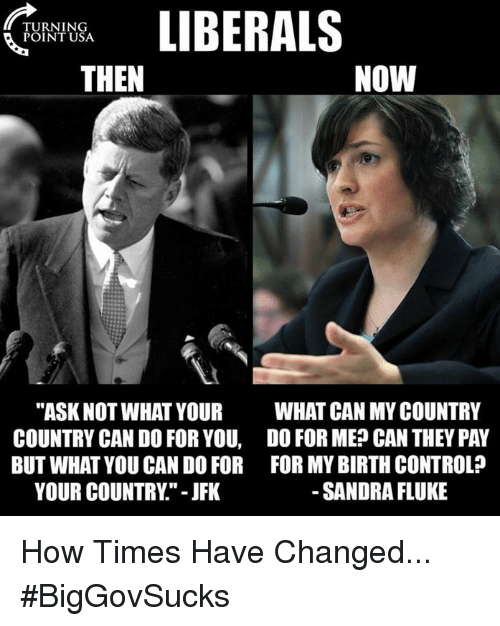 TURNING
POINT USA
LIBERALS
THEN
NOW
"ASK NOT WHAT YOUR
COUNTRY CAN DO FOR YOU,
BUT WHAT YOU CAN DO FOR
YOUR COUNTRY." - JFK
WHAT CAN MY COUNTRY
DO FOR ME? CAN THEY PAY
FOR MY BIRTH CONTROL?
- SANDRA FLUKE
How Times Have Changed...
#BigGovSucks